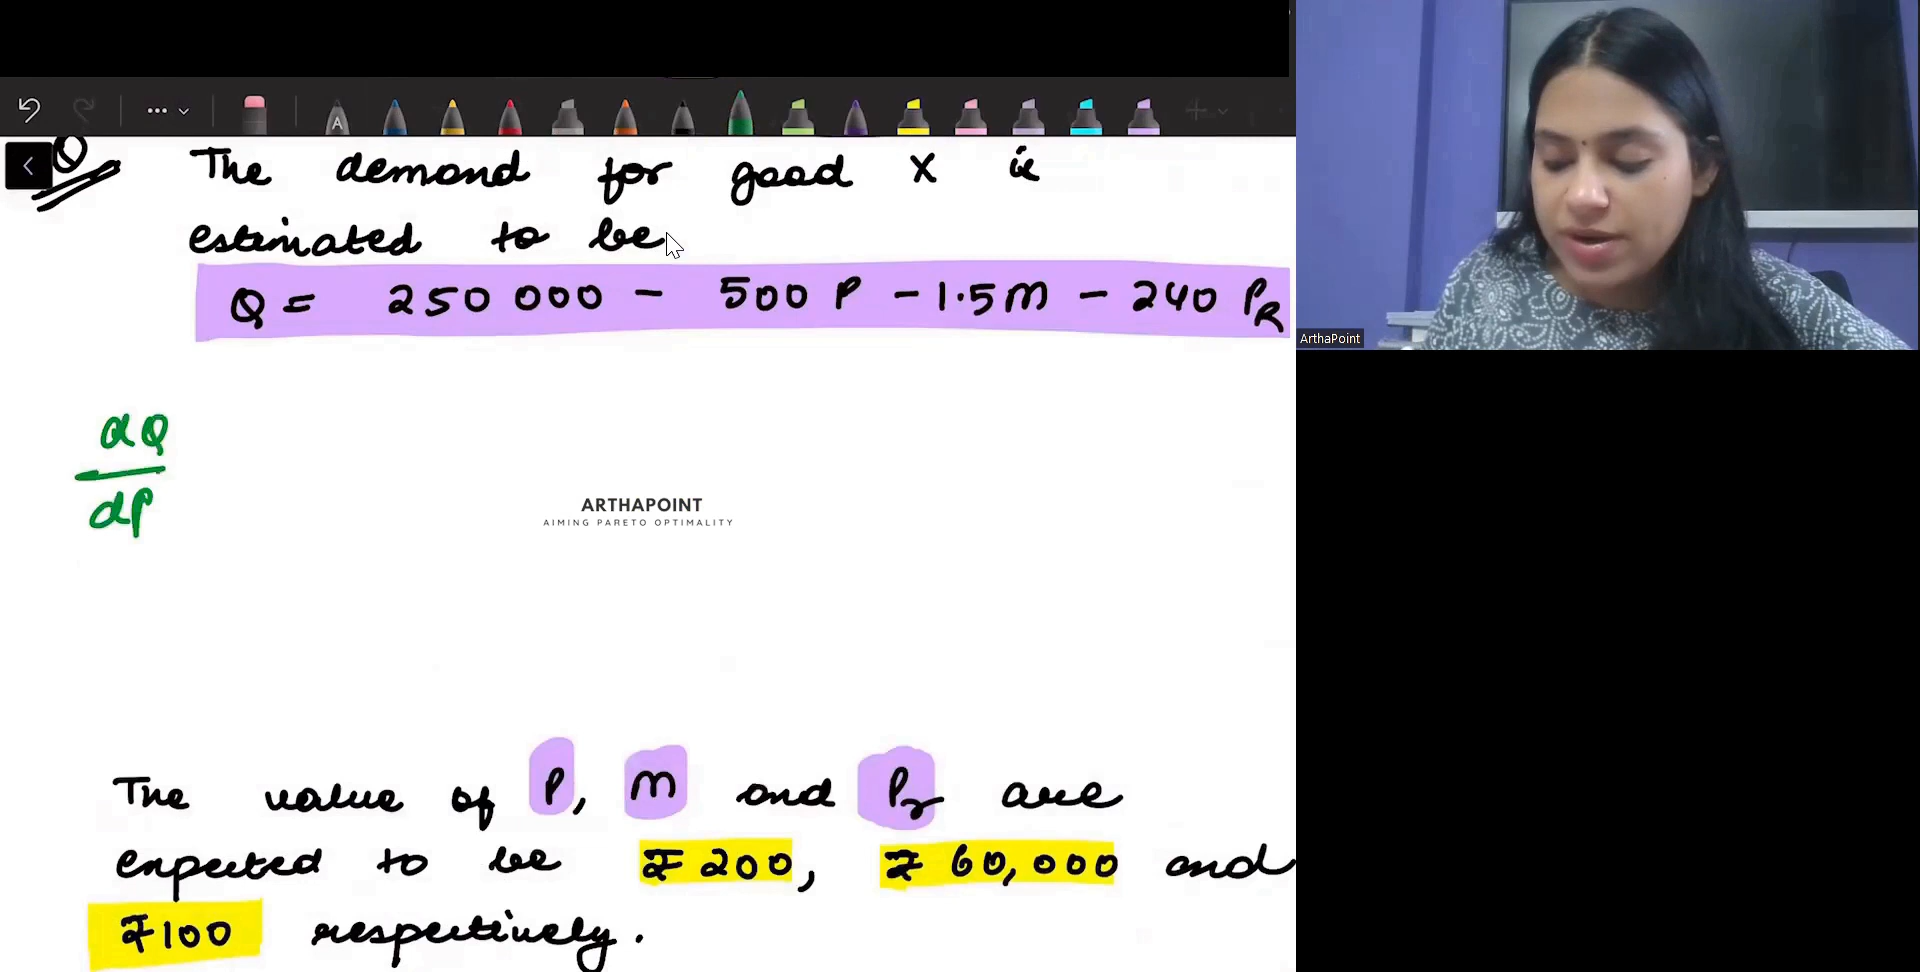 A
Q
The demand for good X is
estimated to be
Q = 250 000 - 500 P - 1.5M - 240 PR
ArthaPoint
dQ
dP
ARTHAPOINT
AIMING PARETO OPTIMALITY
The value of P, M and Pr are
expected to be ₹ 200, ₹ 60,000 and
₹100 respectively.